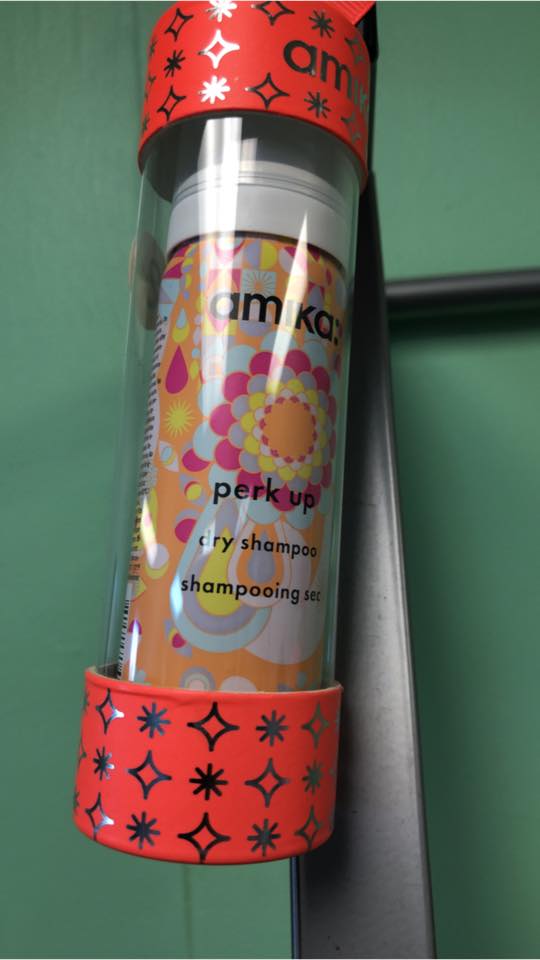 amika
amika:
perk up
dry shampoo
shampooing sec